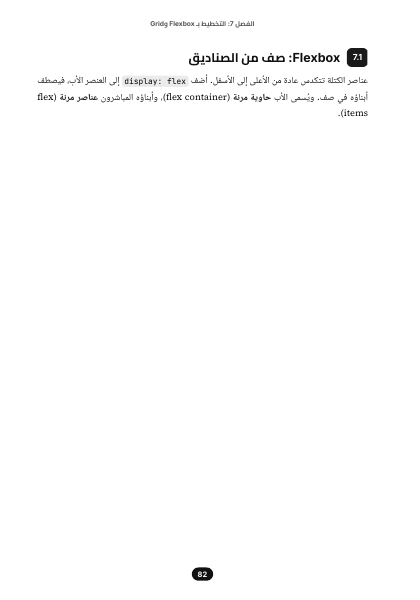 الفصل 7: التخطيط بـ Flexbox وGrid
7.1 Flexbox: صف من الصناديق
عناصر الكتلة تتكدس عادة من الأعلى إلى الأسفل. أضف display: flex إلى العنصر الأب، فيصطف
أبناؤه في صف. ويُسمى الأب حاوية مرنة (flex container)، وأبناؤه المباشرون عناصر مرنة (flex
items).
82